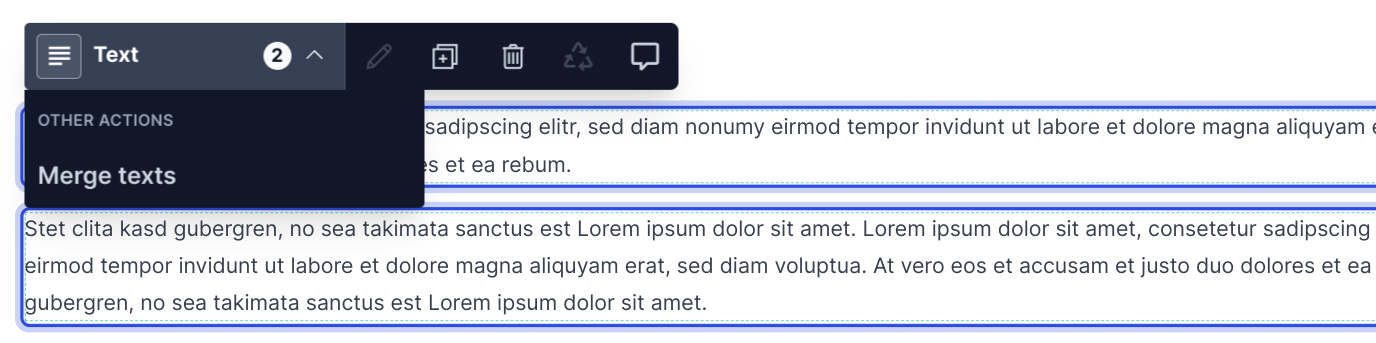 Text 2
OTHER ACTIONS
Merge texts
sadipscing elitr, sed diam nonumy eirmod tempor invidunt ut labore et dolore magna aliquyam
et ea rebum.
Stet clita kasd gubergren, no sea takimata sanctus est Lorem ipsum dolor sit amet. Lorem ipsum dolor sit amet, consetetur sadipscing
eirmod tempor invidunt ut labore et dolore magna aliquyam erat, sed diam voluptua. At vero eos et accusam et justo duo dolores et ea
gubergren, no sea takimata sanctus est Lorem ipsum dolor sit amet.